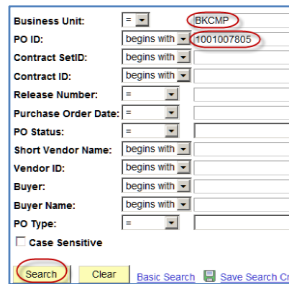 Business Unit: = BKCMP
PO ID: begins with 1001007805
Contract SetID: begins with
Contract ID: begins with
Release Number: =
Purchase Order Date: =
PO Status: =
Short Vendor Name: begins with
Vendor ID: begins with
Buyer: begins with
Buyer Name: begins with
PO Type: =
Case Sensitive
Search Clear Basic Search Save Search Cr